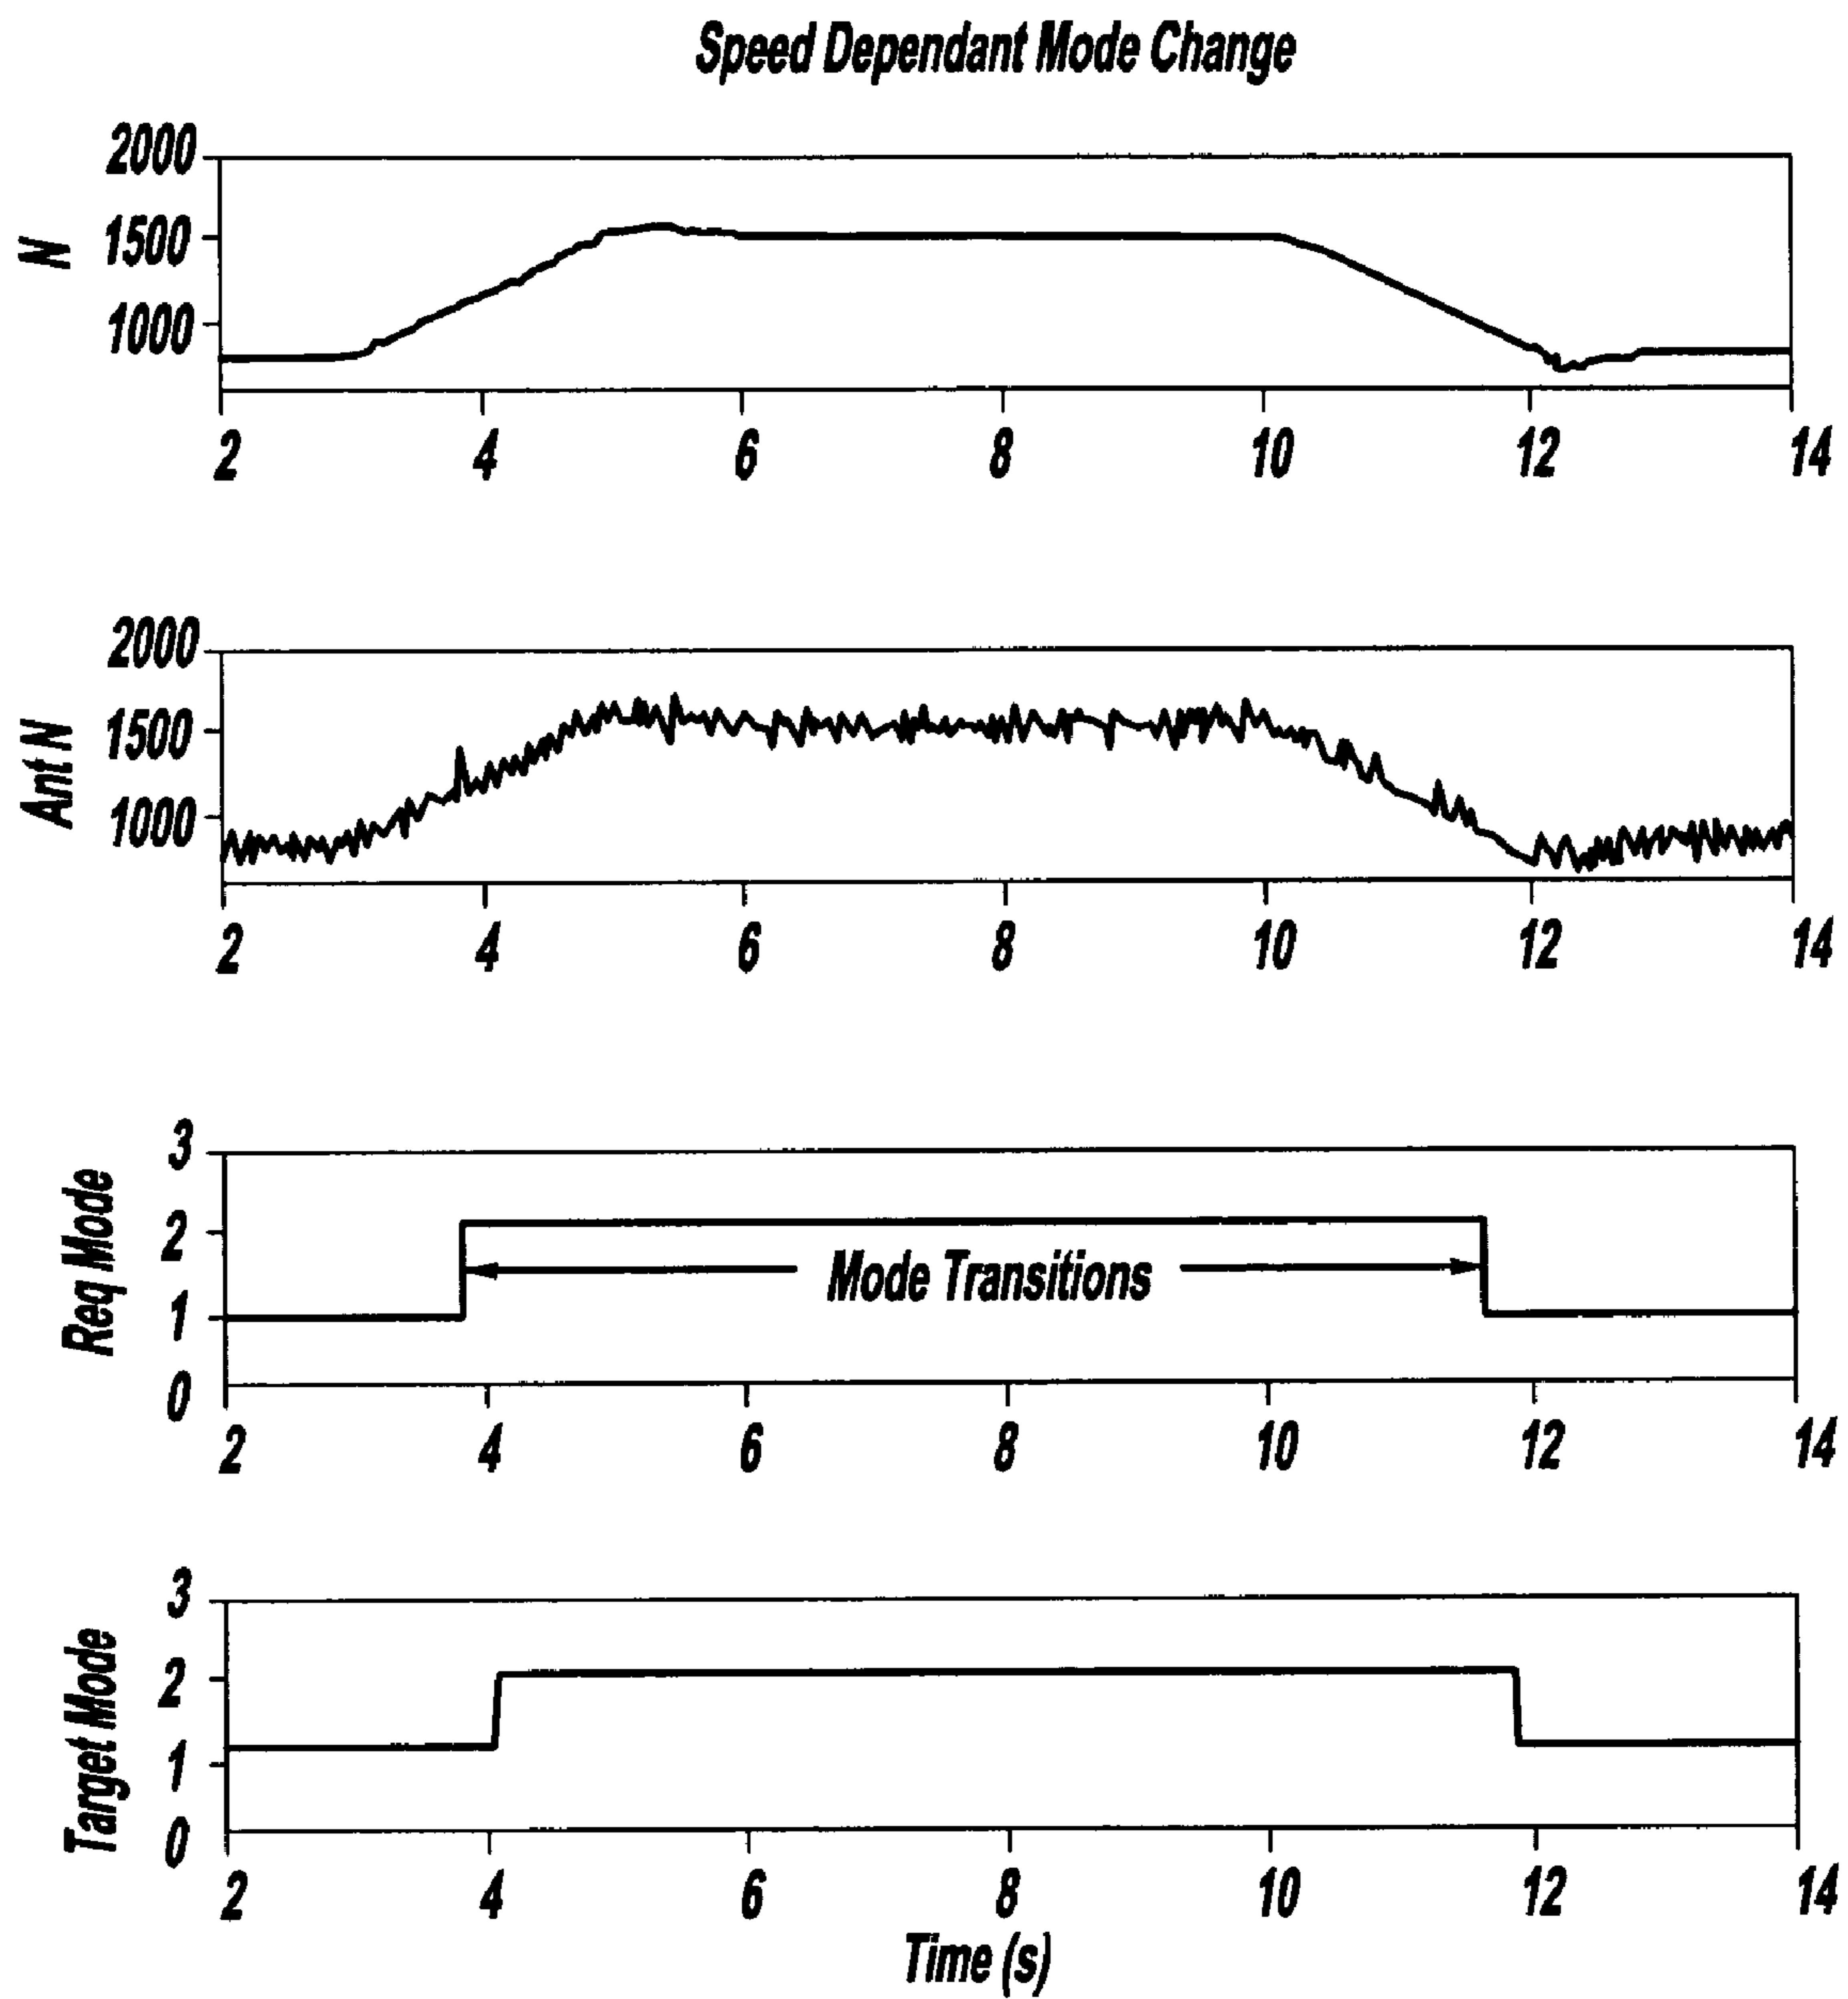 Speed Dependant Mode Change
N
2000
1500
1000
2 4 6 8 10 12 14
Ant N
2000
1500
1000
2 4 6 8 10 12 14
Req Mode
3
2
Mode Transitions
1
0
2 4 6 8 10 12 14
Target Mode
3
2
1
0
2 4 6 8 10 12 14
Time (s)